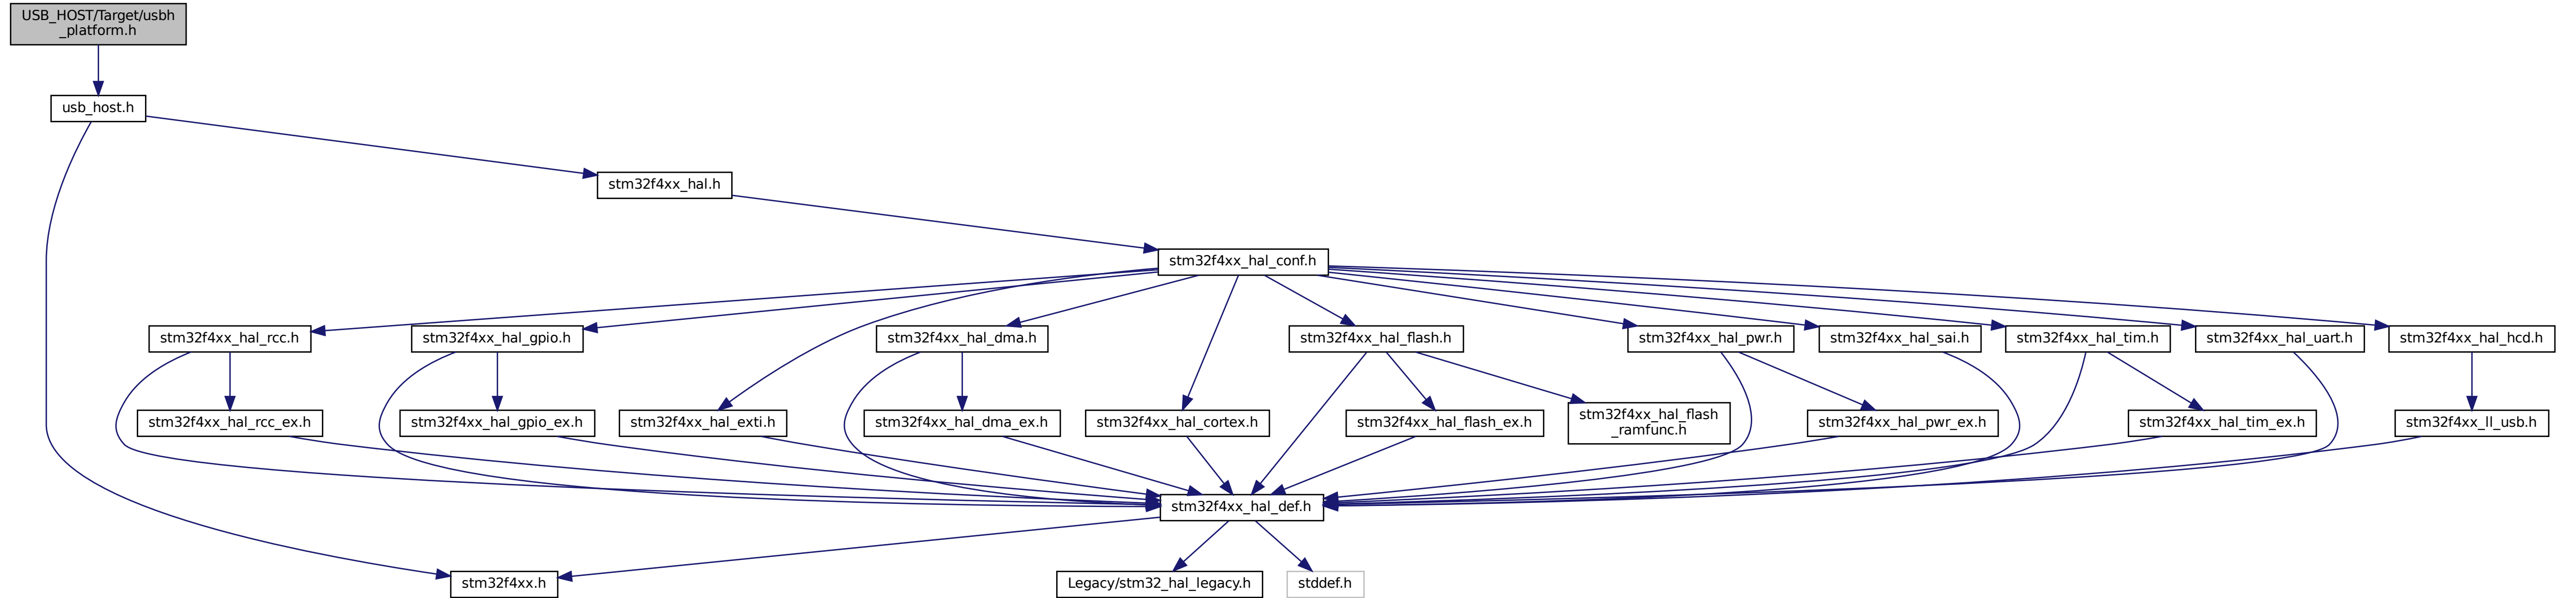 USB_HOST/Target/usbh
_platform.h
usb_host.h
stm32f4xx_hal.h
stm32f4xx_hal_conf.h
stm32f4xx_hal_rcc.h
stm32f4xx_hal_gpio.h
stm32f4xx_hal_dma.h
stm32f4xx_hal_flash.h
stm32f4xx_hal_pwr.h
stm32f4xx_hal_sai.h
stm32f4xx_hal_tim.h
stm32f4xx_hal_uart.h
stm32f4xx_hal_hcd.h
stm32f4xx_hal_rcc_ex.h
stm32f4xx_hal_gpio_ex.h
stm32f4xx_hal_exti.h
stm32f4xx_hal_dma_ex.h
stm32f4xx_hal_cortex.h
stm32f4xx_hal_flash_ex.h
stm32f4xx_hal_flash
_ramfunc.h
stm32f4xx_hal_pwr_ex.h
stm32f4xx_hal_tim_ex.h
stm32f4xx_ll_usb.h
stm32f4xx_hal_def.h
stm32f4xx.h
Legacy/stm32_hal_legacy.h
stddef.h